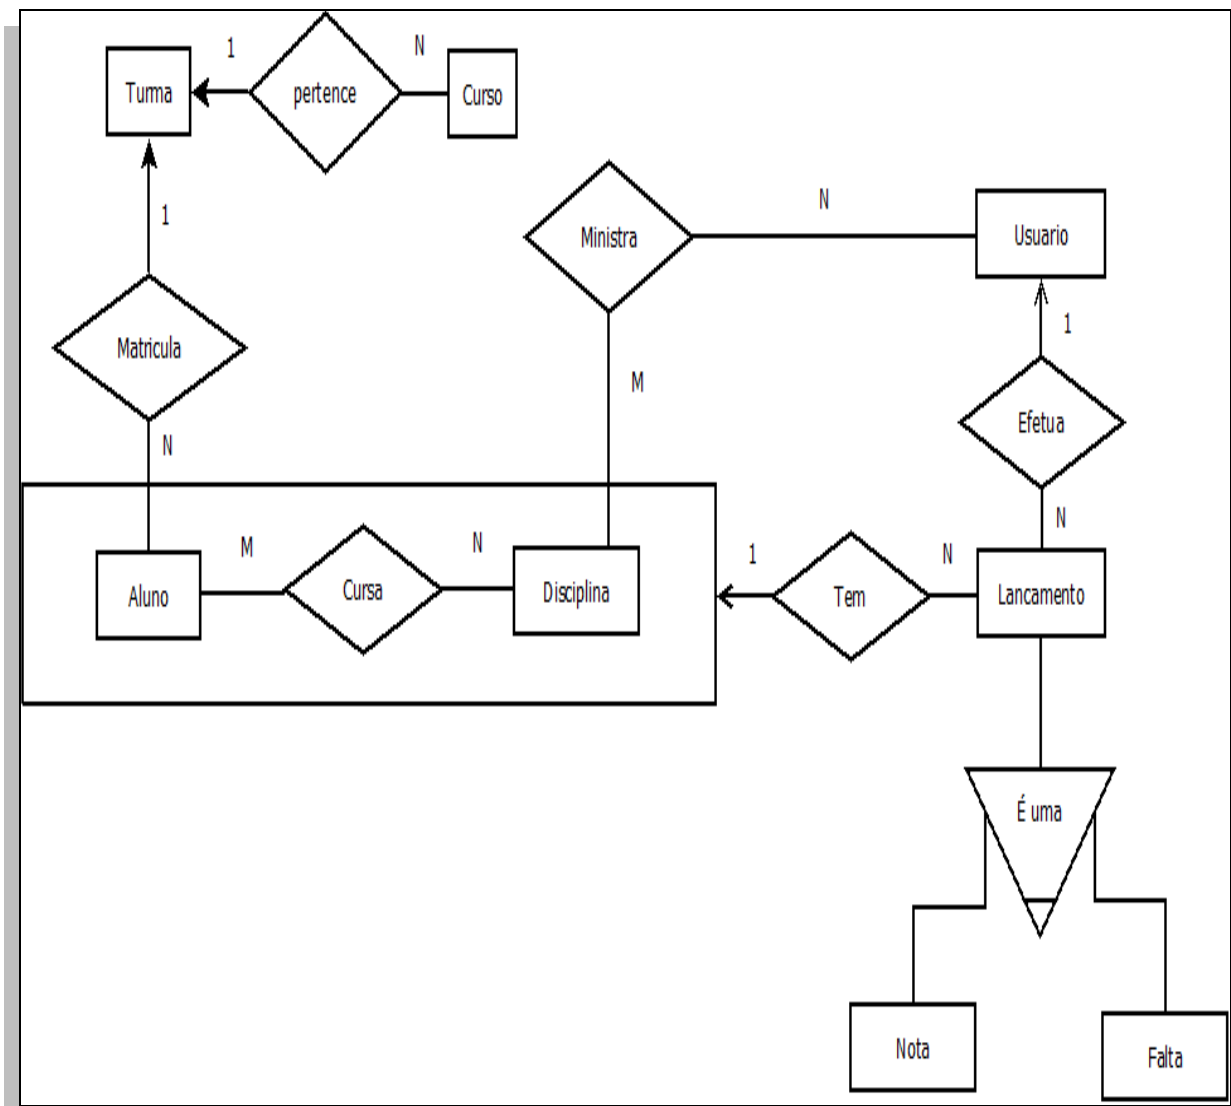 1
N
Turma
pertence
Curso
1
N
Ministra
Usuario
1
Matricula
M
Efetua
N
N
M
N
1
N
Aluno
Cursa
Disciplina
Tem
Lancamento
É uma
Nota
Falta